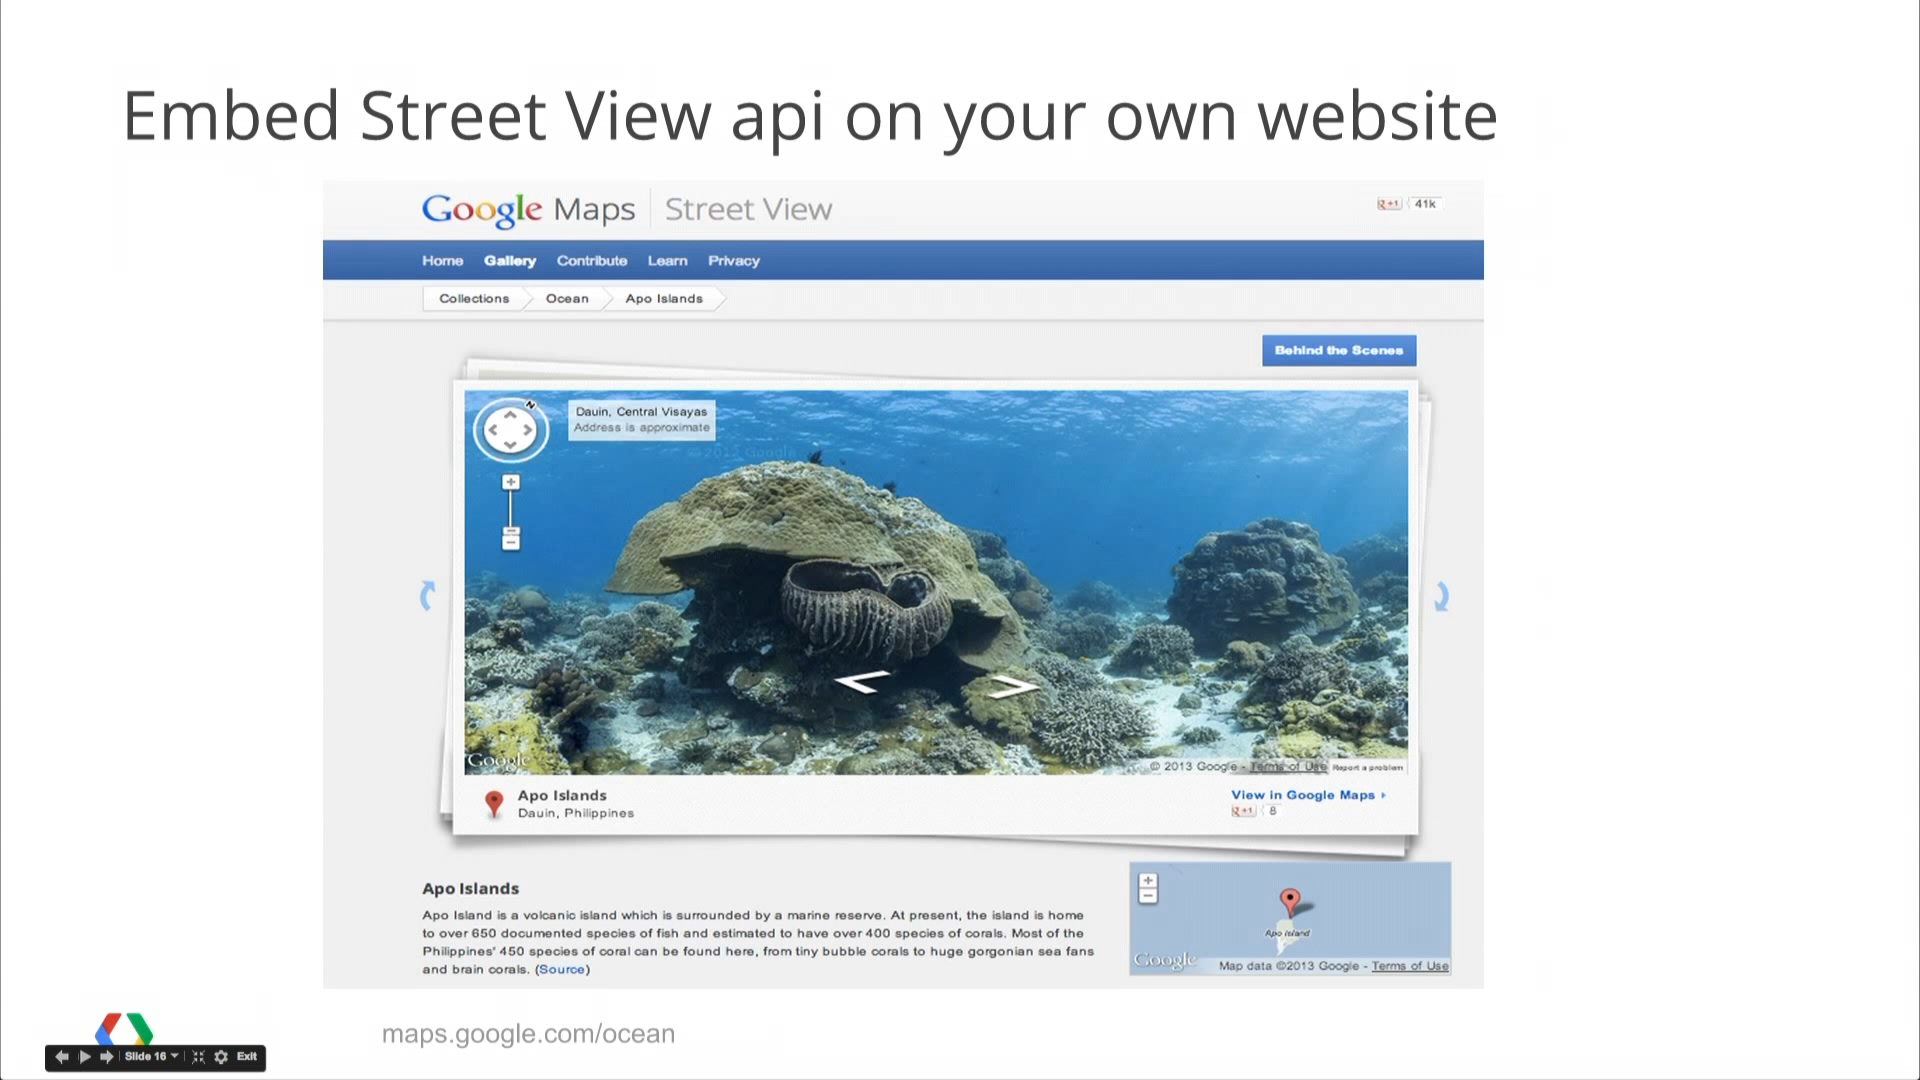 Embed Street View api on your own website
Google Maps Street View
+1 41k
Home Gallery Contribute Learn Privacy
Collections Ocean Apo Islands
Behind the Scenes
N
Dauin, Central Visayas
Address is approximate
© 2013 Google - Terms of Use Report a problem
Google
Apo Islands
Dauin, Philippines
View in Google Maps
+1 8
Apo Islands
Apo Island is a volcanic island which is surrounded by a marine reserve. At present, the island is home
to over 650 documented species of fish and estimated to have over 400 species of corals. Most of the
Philippines' 450 species of coral can be found here, from tiny bubble corals to huge gorgonian sea fans
and brain corals. (Source)
Apo Island
Google Map data ©2013 Google - Terms of Use
maps.google.com/ocean
Slide 16 Exit